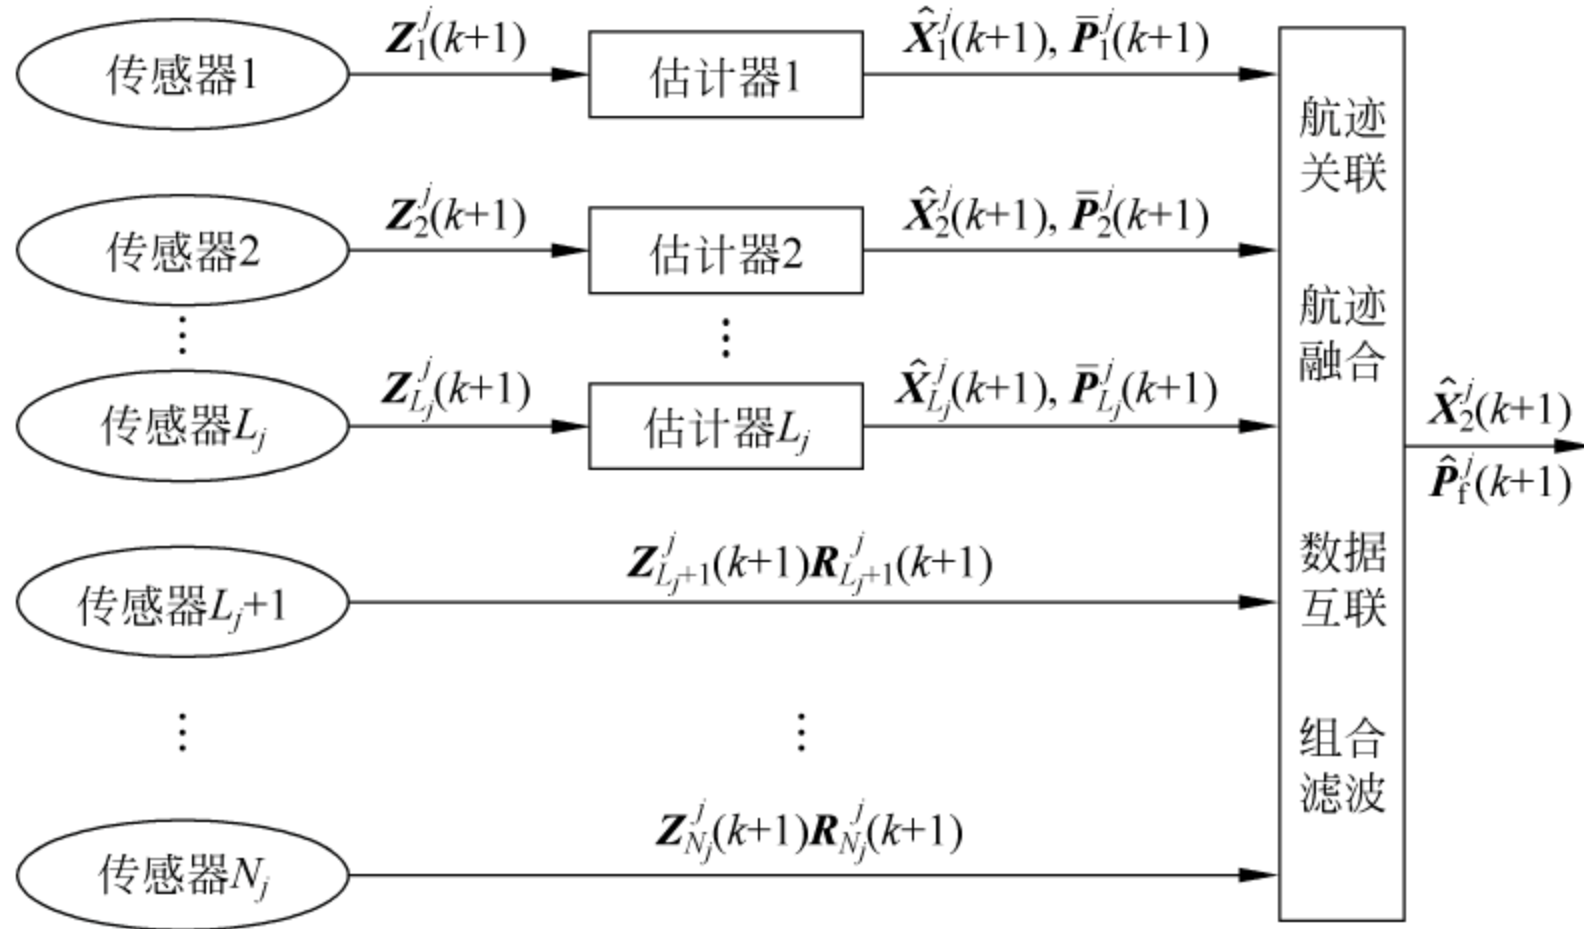 传感器1
Z_1^j(k+1)
估计器1
X̂_1^j(k+1), P̄_1^j(k+1)
传感器2
Z_2^j(k+1)
估计器2
X̂_2^j(k+1), P̄_2^j(k+1)
⋮
⋮
传感器L_j
Z_{L_j}^j(k+1)
估计器L_j
X̂_{L_j}^j(k+1), P̄_{L_j}^j(k+1)
传感器L_j+1
Z_{L_j+1}^j(k+1)R_{L_j+1}^j(k+1)
⋮
⋮
传感器N_j
Z_{N_j}^j(k+1)R_{N_j}^j(k+1)
航迹
关联
航迹
融合
数据
互联
组合
滤波
X̂_2^j(k+1)
P̂_f^j(k+1)